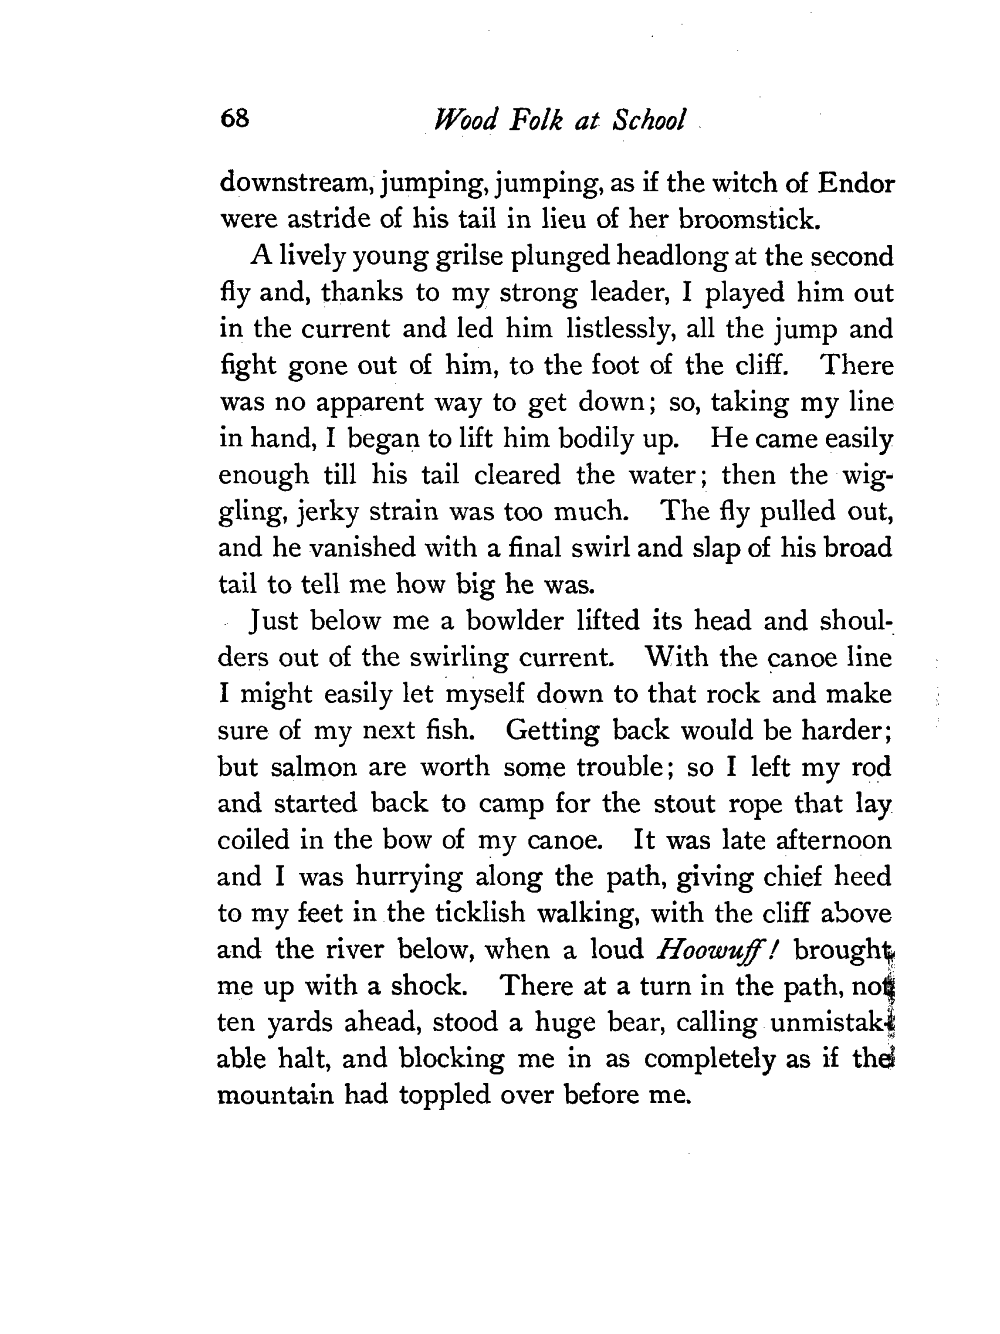 68 Wood Folk at School
downstream, jumping, jumping, as if the witch of Endor
were astride of his tail in lieu of her broomstick.
A lively young grilse plunged headlong at the second
fly and, thanks to my strong leader, I played him out
in the current and led him listlessly, all the jump and
fight gone out of him, to the foot of the cliff. There
was no apparent way to get down; so, taking my line
in hand, I began to lift him bodily up. He came easily
enough till his tail cleared the water; then the wig-
gling, jerky strain was too much. The fly pulled out,
and he vanished with a final swirl and slap of his broad
tail to tell me how big he was.
Just below me a bowlder lifted its head and shoul-
ders out of the swirling current. With the canoe line
I might easily let myself down to that rock and make
sure of my next fish. Getting back would be harder;
but salmon are worth some trouble; so I left my rod
and started back to camp for the stout rope that lay
coiled in the bow of my canoe. It was late afternoon
and I was hurrying along the path, giving chief heed
to my feet in the ticklish walking, with the cliff above
and the river below, when a loud Hoowuff! brought
me up with a shock. There at a turn in the path, not
ten yards ahead, stood a huge bear, calling unmistak-
able halt, and blocking me in as completely as if the
mountain had toppled over before me.